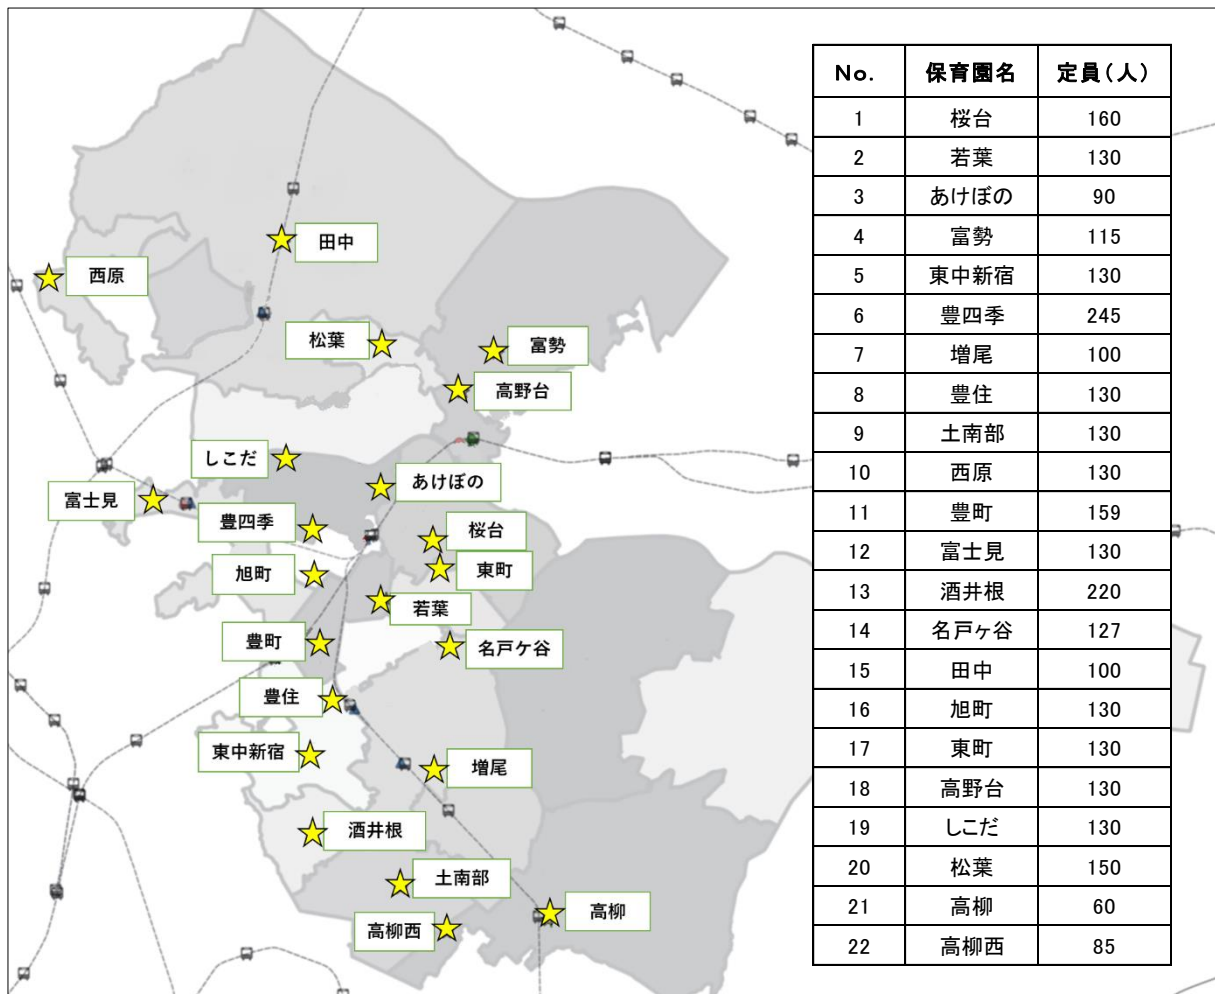 田中
西原
松葉
富勢
高野台
しこだ
あけぼの
富士見
豊四季
桜台
旭町
東町
若葉
豊町
名戸ケ谷
豊住
東中新宿
増尾
酒井根
土南部
高柳
高柳西
No. 保育園名 定員(人)
1 桜台 160
2 若葉 130
3 あけぼの 90
4 富勢 115
5 東中新宿 130
6 豊四季 245
7 増尾 100
8 豊住 130
9 土南部 130
10 西原 130
11 豊町 159
12 富士見 130
13 酒井根 220
14 名戸ヶ谷 127
15 田中 100
16 旭町 130
17 東町 130
18 高野台 130
19 しこだ 130
20 松葉 150
21 高柳 60
22 高柳西 85